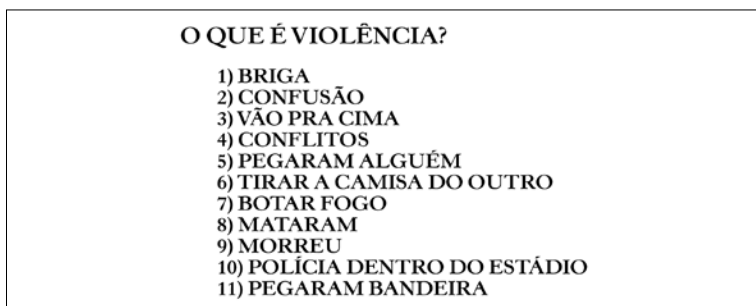 O QUE É VIOLÊNCIA?
1) BRIGA
2) CONFUSÃO
3) VÃO PRA CIMA
4) CONFLITOS
5) PEGARAM ALGUÉM
6) TIRAR A CAMISA DO OUTRO
7) BOTAR FOGO
8) MATARAM
9) MORREU
10) POLÍCIA DENTRO DO ESTÁDIO
11) PEGARAM BANDEIRA